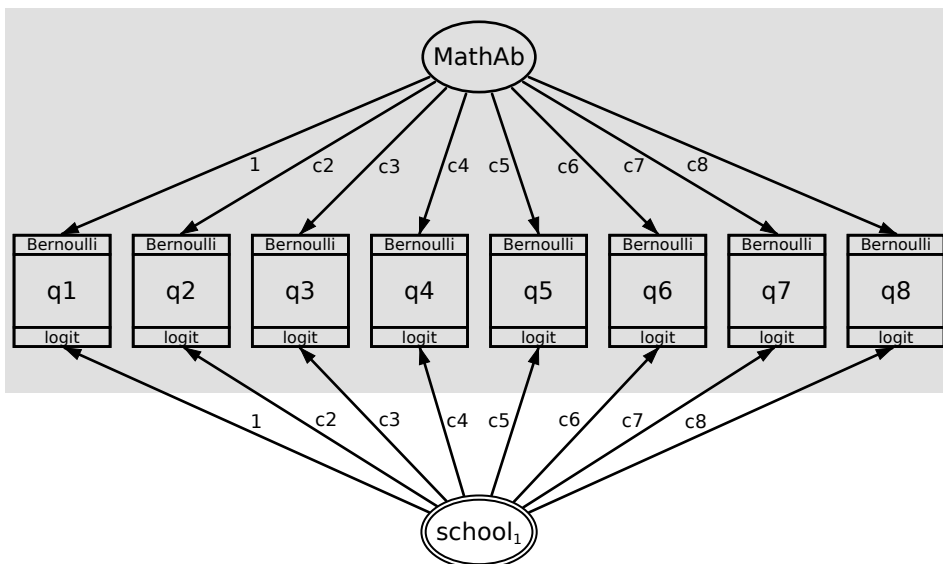 MathAb
1 c2 c3 c4 c5 c6 c7 c8
Bernoulli Bernoulli Bernoulli Bernoulli Bernoulli Bernoulli Bernoulli Bernoulli
q1 q2 q3 q4 q5 q6 q7 q8
logit logit logit logit logit logit logit logit
1 c2 c3 c4 c5 c6 c7 c8
school₁